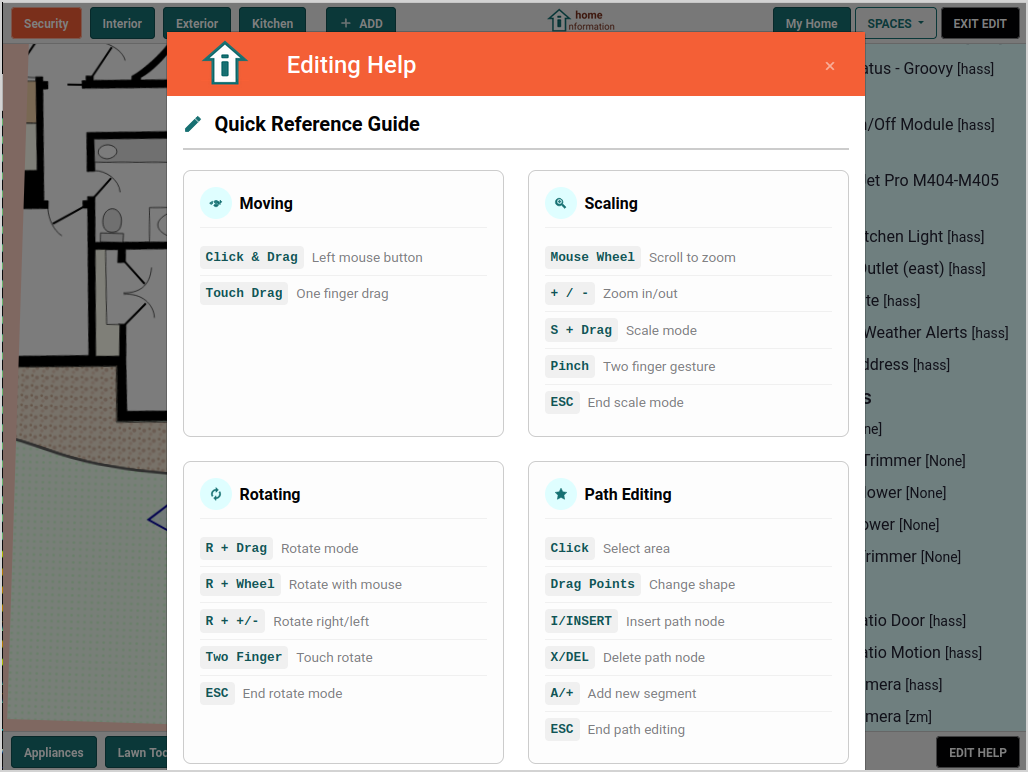 Security
Interior
Exterior
Kitchen
+ ADD
home
information
My Home
SPACES
EXIT EDIT
Editing Help
×
Quick Reference Guide
Moving
Click & Drag Left mouse button
Touch Drag One finger drag
Scaling
Mouse Wheel Scroll to zoom
+ / - Zoom in/out
S + Drag Scale mode
Pinch Two finger gesture
ESC End scale mode
Rotating
R + Drag Rotate mode
R + Wheel Rotate with mouse
R + +/- Rotate right/left
Two Finger Touch rotate
ESC End rotate mode
Path Editing
Click Select area
Drag Points Change shape
I/INSERT Insert path node
X/DEL Delete path node
A/+ Add new segment
ESC End path editing
atus - Groovy [hass]
/Off Module [hass]
et Pro M404-M405
tchen Light [hass]
utlet (east) [hass]
te [hass]
Weather Alerts [hass]
ddress [hass]
s
ne]
Trimmer [None]
ower [None]
ower [None]
rimmer [None]
atio Door [hass]
atio Motion [hass]
mera [hass]
mera [zm]
Appliances
Lawn Too
EDIT HELP